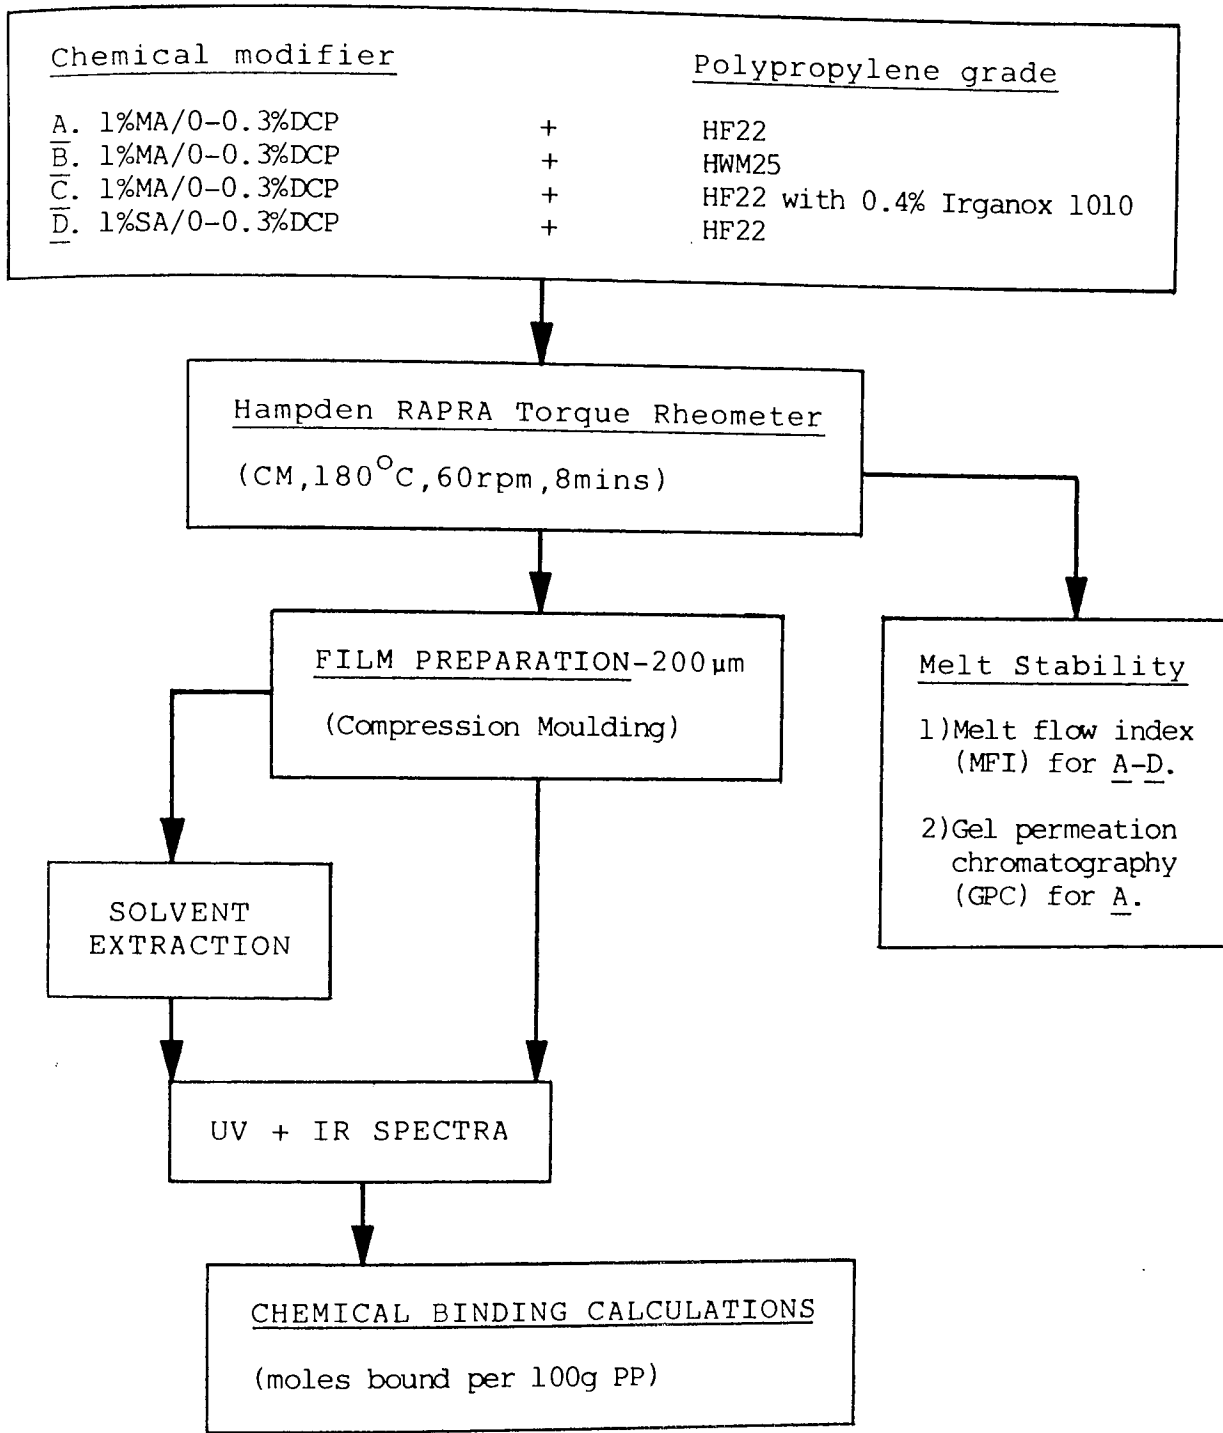 Chemical modifier
Polypropylene grade
A. 1%MA/0-0.3%DCP + HF22
B. 1%MA/0-0.3%DCP + HWM25
C. 1%MA/0-0.3%DCP + HF22 with 0.4% Irganox 1010
D. 1%SA/0-0.3%DCP + HF22
Hampden RAPRA Torque Rheometer
(CM,180°C,60rpm,8mins)
FILM PREPARATION-200µm
(Compression Moulding)
Melt Stability
1)Melt flow index
(MFI) for A-D.
2)Gel permeation
chromatography
(GPC) for A.
SOLVENT
EXTRACTION
UV + IR SPECTRA
CHEMICAL BINDING CALCULATIONS
(moles bound per 100g PP)